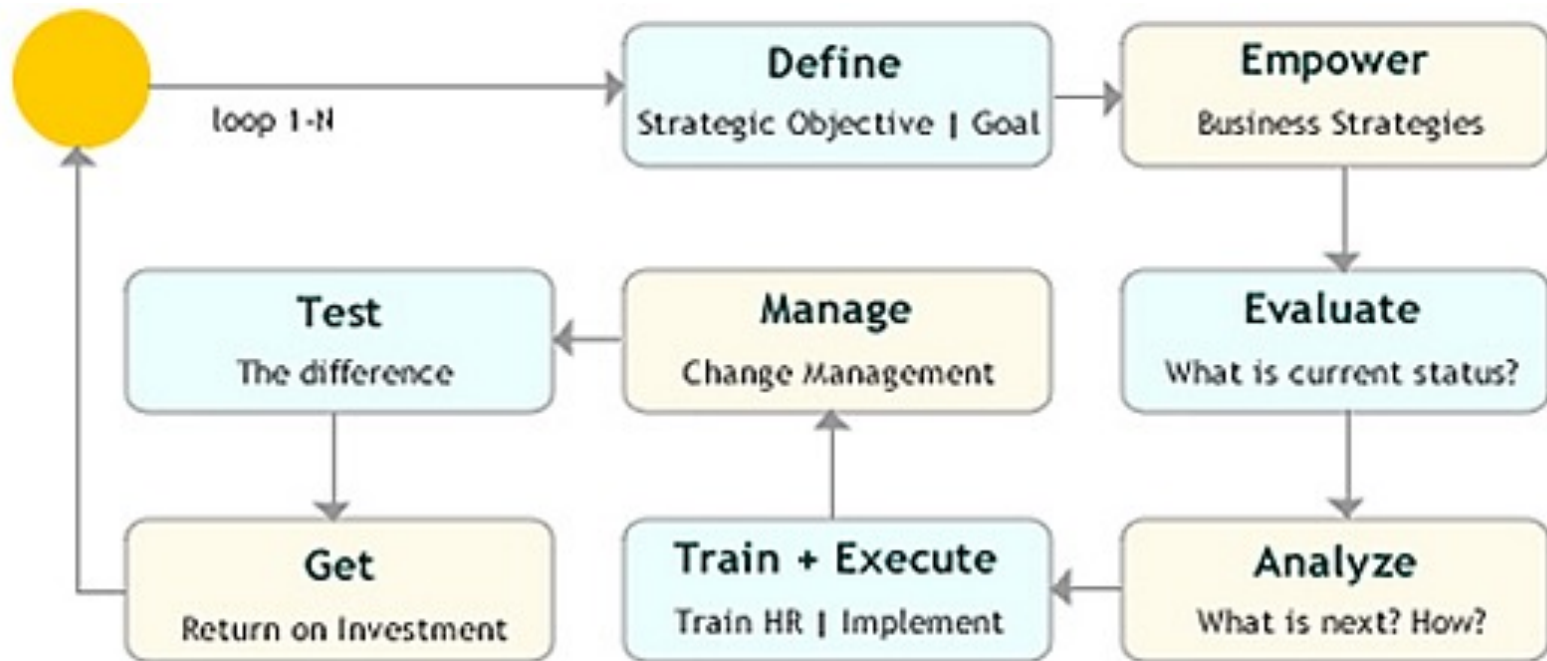 loop 1-N
Define
Strategic Objective | Goal
Empower
Business Strategies
Evaluate
What is current status?
Analyze
What is next? How?
Train + Execute
Train HR | Implement
Manage
Change Management
Test
The difference
Get
Return on Investment